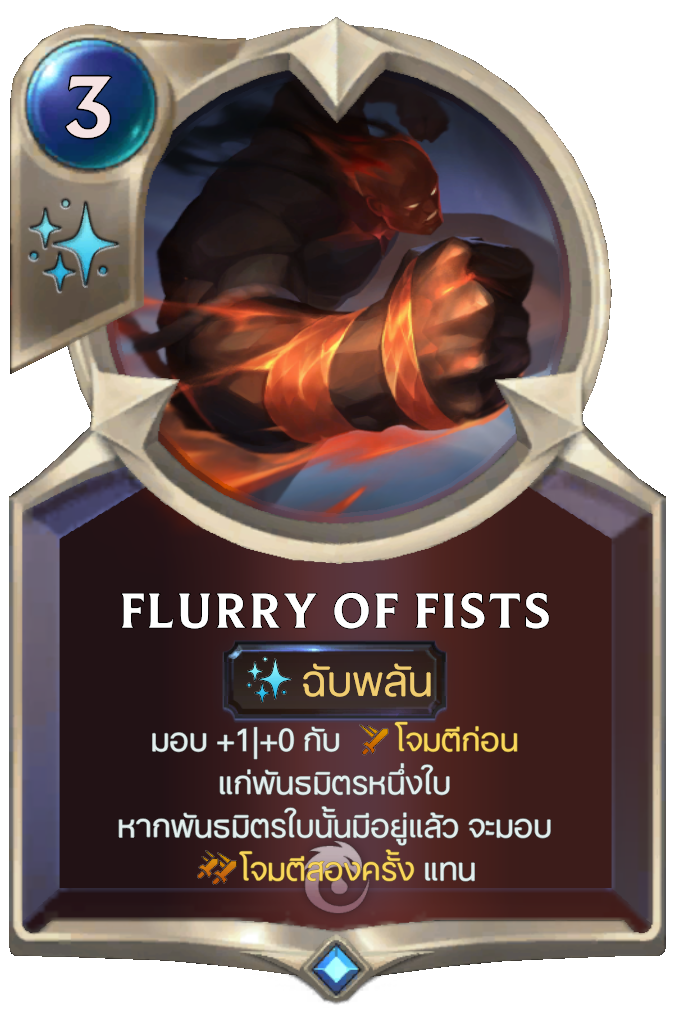 3
FLURRY OF FISTS
ฉับพลัน
มอบ +1|+0 กับ โจมตีก่อน
แก่พันธมิตรหนึ่งใบ
หากพันธมิตรใบนั้นมีอยู่แล้ว จะมอบ
โจมตีสองครั้ง แทน